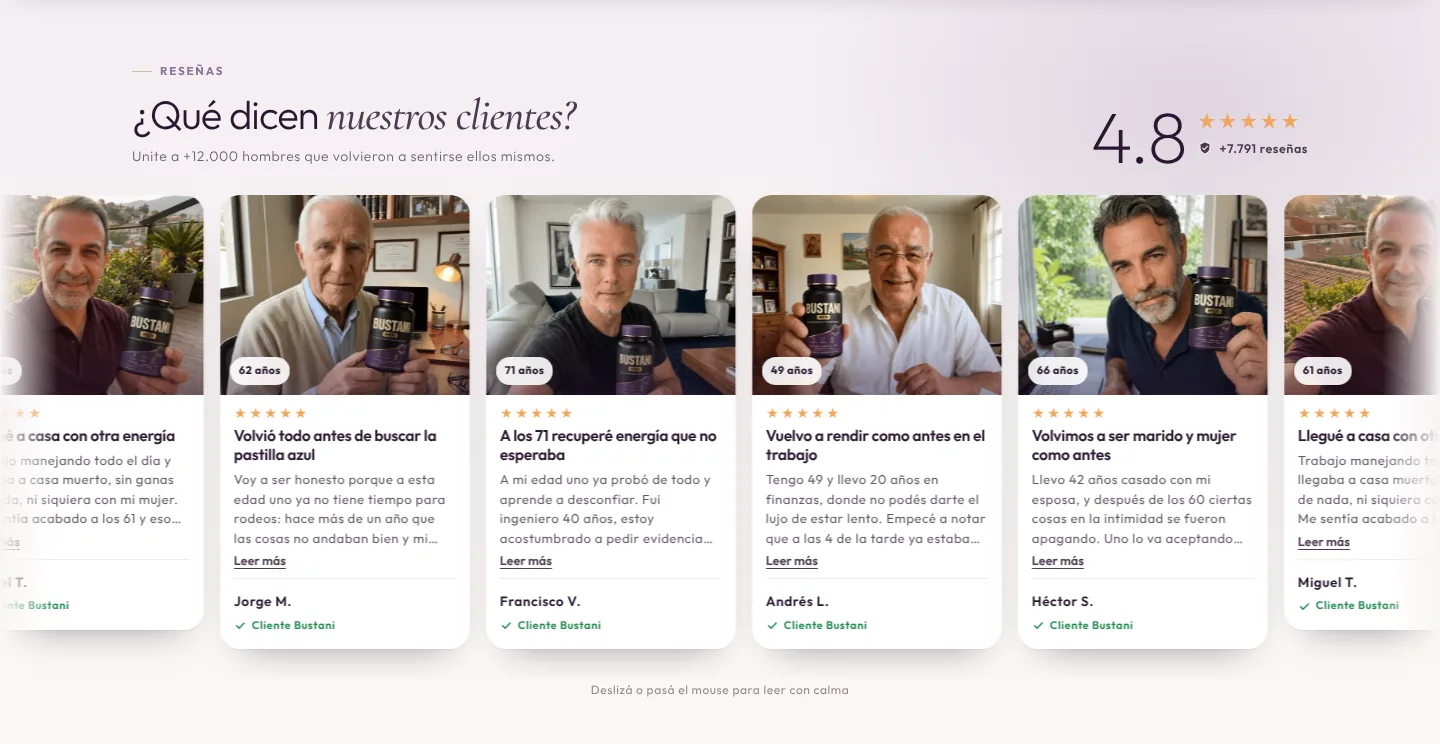 RESEÑAS
¿Qué dicen nuestros clientes?
Unite a +12.000 hombres que volvieron a sentirse ellos mismos.
4.8
+7.791 reseñas
a casa con otra energía
manejando todo el día y
a casa muerto, sin ganas
ni siquiera con mi mujer.
acabado a los 61 y eso...
T.
Bustani
BUSTANI
62 años
Volvió todo antes de buscar la
pastilla azul
Voy a ser honesto porque a esta
edad uno ya no tiene tiempo para
rodeos: hace más de un año que
las cosas no andaban bien y mi...
Leer más
Jorge M.
Cliente Bustani
BUSTANI
71 años
A los 71 recuperé energía que no
esperaba
A mi edad uno ya probó de todo y
aprende a desconfiar. Fui
ingeniero 40 años, estoy
acostumbrado a pedir evidencia...
Leer más
Francisco V.
Cliente Bustani
BUSTANI
49 años
Vuelvo a rendir como antes en el
trabajo
Tengo 49 y llevo 20 años en
finanzas, donde no podés darte el
lujo de estar lento. Empecé a notar
que a las 4 de la tarde ya estaba...
Leer más
Andrés L.
Cliente Bustani
BUSTANI
66 años
Volvimos a ser marido y mujer
como antes
Llevo 42 años casado con mi
esposa, y después de los 60 ciertas
cosas en la intimidad se fueron
apagando. Uno lo va aceptando...
Leer más
Héctor S.
Cliente Bustani
61 años
Llegué a casa con
Trabajo manejando
llegaba a casa muerto
de nada, ni siquiera
Me sentía acabado a
Leer más
Miguel T.
Cliente Bustani
Deslizá o pasá el mouse para leer con calma